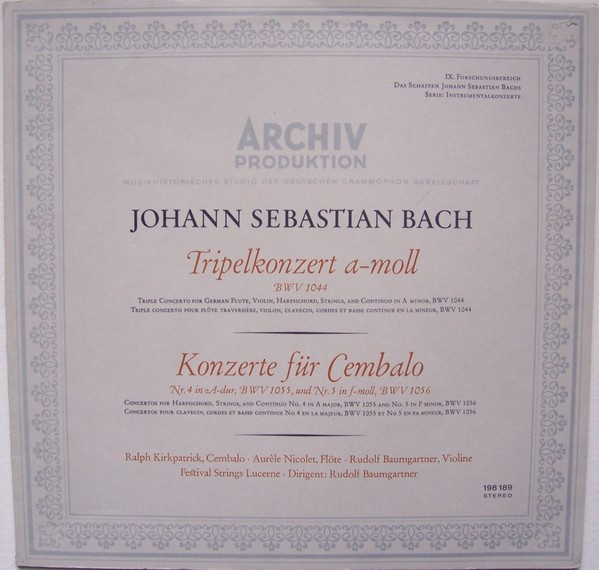 IX. Forschungsbereich
Das Schaffen Johann Sebastian Bachs
Serie: Instrumentalkonzerte
ARCHIV
PRODUKTION
MUSIKHISTORISCHES STUDIO DER DEUTSCHEN GRAMMOPHON GESELLSCHAFT
JOHANN SEBASTIAN BACH
Tripelkonzert a-moll
BWV 1044
Triple Concerto for German Flute, Violin, Harpsichord, Strings, and Continuo in A minor, BWV 1044
Triple concerto pour flûte traversière, violon, clavecin, cordes et basse continue en la mineur, BWV 1044
Konzerte für Cembalo
Nr. 4 in A-dur, BWV 1055, und Nr. 5 in f-moll, BWV 1056
Concertos for Harpsichord, Strings, and Continuo No. 4 in A major, BWV 1055 and No. 5 in F minor, BWV 1056
Concertos pour clavecin, cordes et basse continue No 4 en la majeur, BWV 1055 et No 5 en fa mineur, BWV 1056
Ralph Kirkpatrick, Cembalo · Aurèle Nicolet, Flöte · Rudolf Baumgartner, Violine
Festival Strings Lucerne · Dirigent: Rudolf Baumgartner
198 189
STEREO